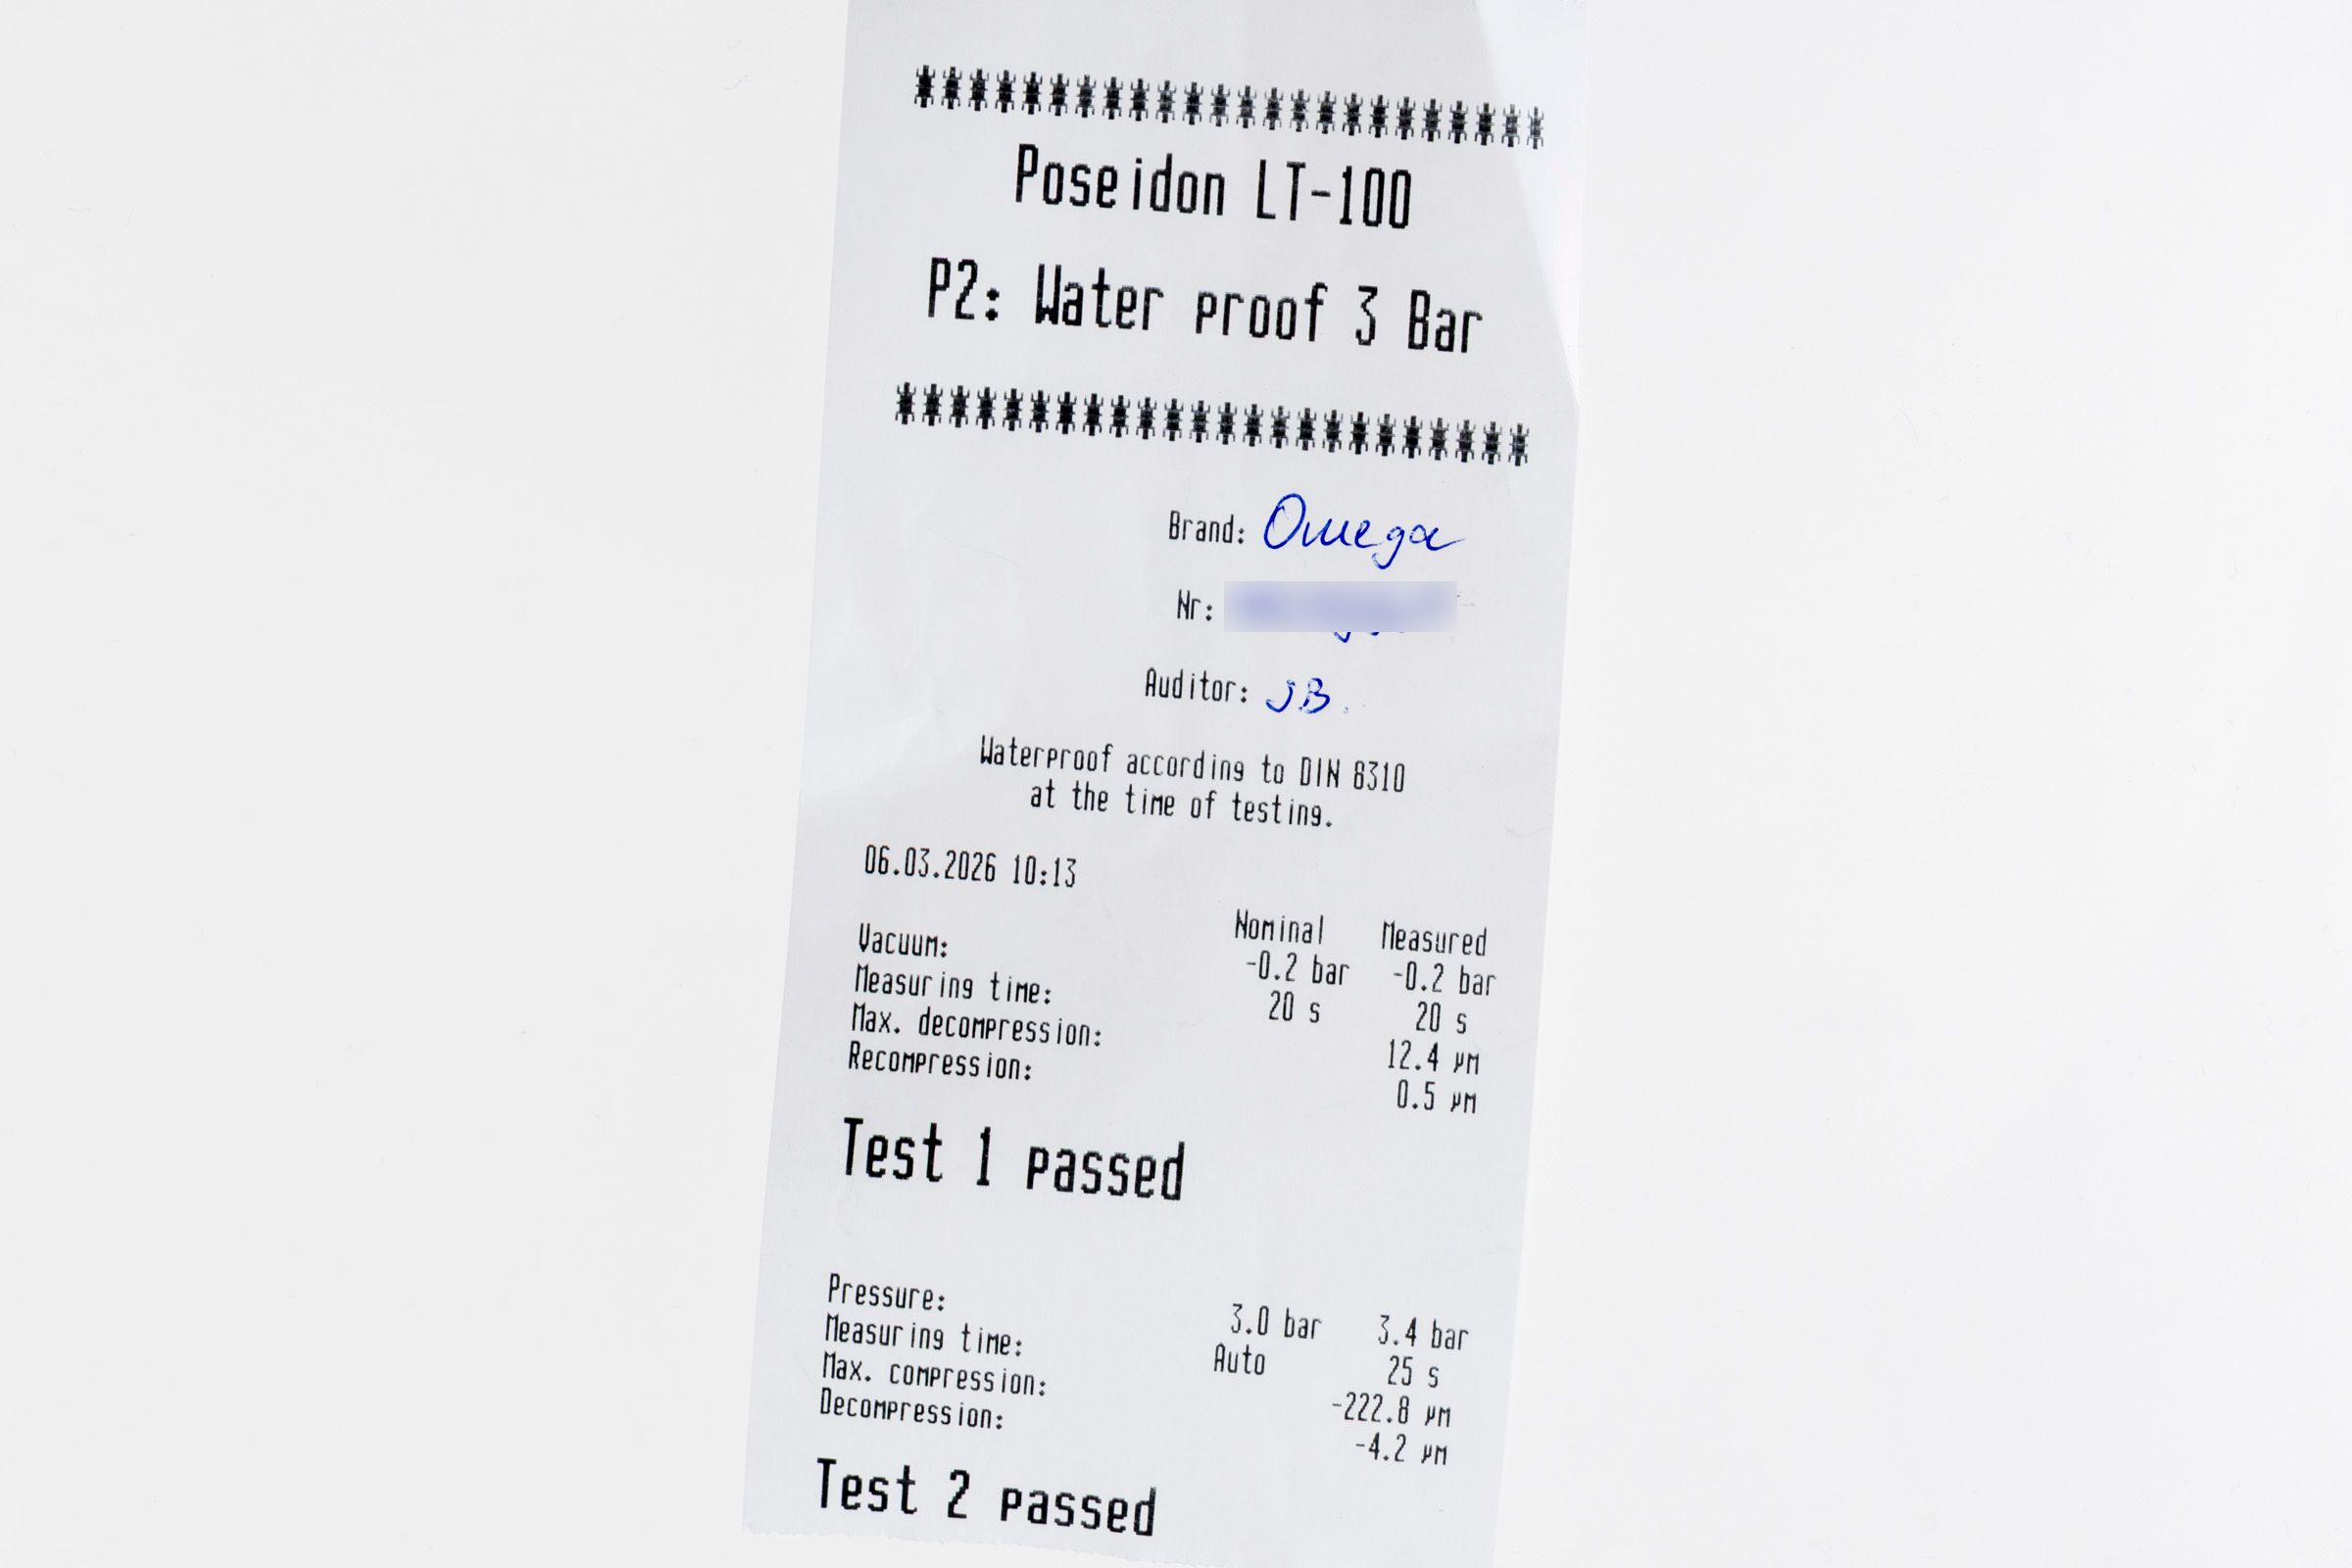 ************************
Poseidon LT-100
P2: Water proof 3 Bar
************************
Brand: Omega
Nr:
Auditor: JB.
Waterproof according to DIN 8310
at the time of testing.
06.03.2026 10:13
Nominal Measured
Vacuum: -0.2 bar -0.2 bar
Measuring time: 20 s 20 s
Max. decompression: 12.4 µm
Recompression: 0.5 µm
Test 1 passed
Pressure: 3.0 bar 3.4 bar
Measuring time: Auto 25 s
Max. compression: -222.8 µm
Decompression: -4.2 µm
Test 2 passed